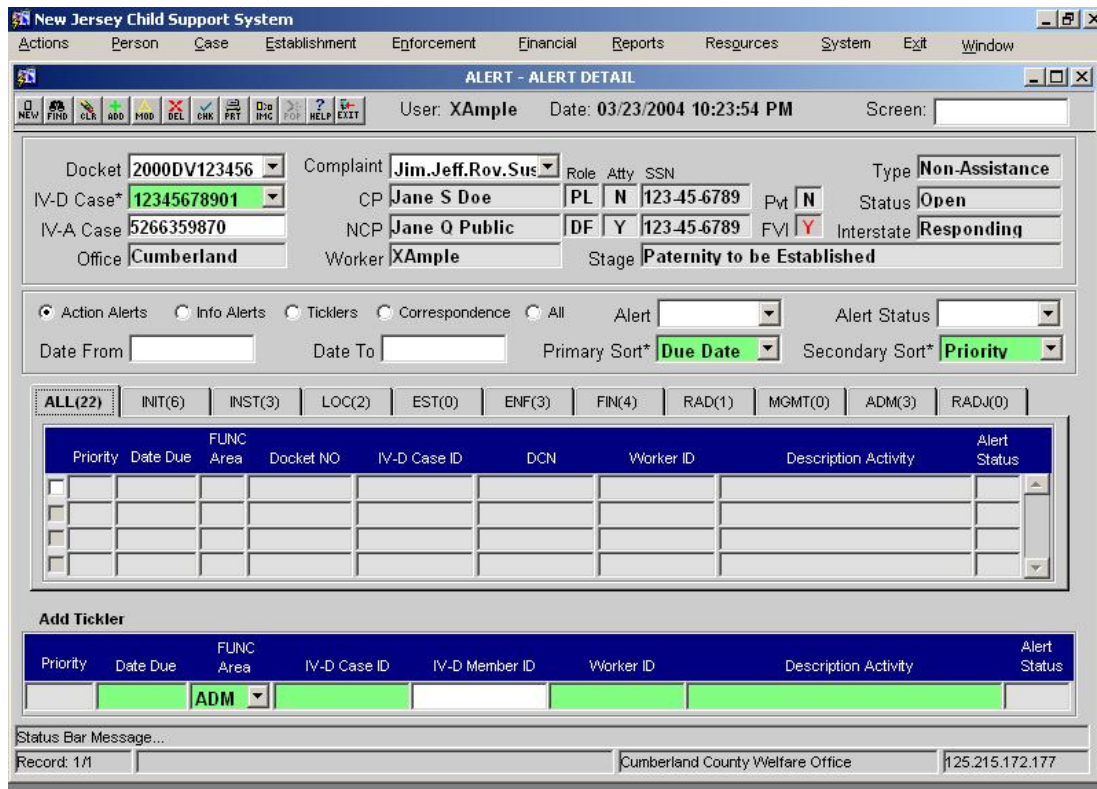 New Jersey Child Support System
Actions Person Case Establishment Enforcement Financial Reports Resources System Exit Window
ALERT - ALERT DETAIL
NEW FIND CLR ADD MOD DEL CHK PRT IMG POP HELP EXIT User: XAmple Date: 03/23/2004 10:23:54 PM Screen:
Docket 2000DV123456 Complaint Jim.Jeff.Rov.Sus Role Atty SSN Type Non-Assistance
IV-D Case* 12345678901 CP Jane S Doe PL N 123-45-6789 Pvt N Status Open
IV-A Case 5266359870 NCP Jane Q Public DF Y 123-45-6789 FVI Y Interstate Responding
Office Cumberland Worker XAmple Stage Paternity to be Established
Action Alerts Info Alerts Ticklers Correspondence All Alert Alert Status
Date From Date To Primary Sort* Due Date Secondary Sort* Priority
ALL(22) INIT(6) INST(3) LOC(2) EST(0) ENF(3) FIN(4) RAD(1) MGMT(0) ADM(3) RADJ(0)
Priority Date Due FUNC Area Docket NO IV-D Case ID DCN Worker ID Description Activity Alert Status
Add Tickler
Priority Date Due FUNC Area IV-D Case ID IV-D Member ID Worker ID Description Activity Alert Status
ADM
Status Bar Message...
Record: 1/1 Cumberland County Welfare Office 125.215.172.177